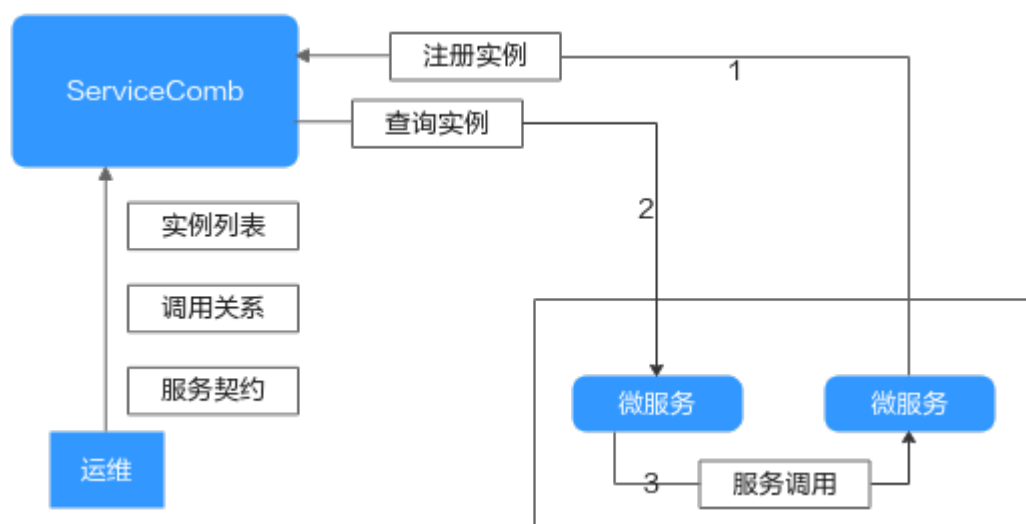 注册实例
1
ServiceComb
查询实例
2
实例列表
调用关系
服务契约
微服务
微服务
运维
3
服务调用